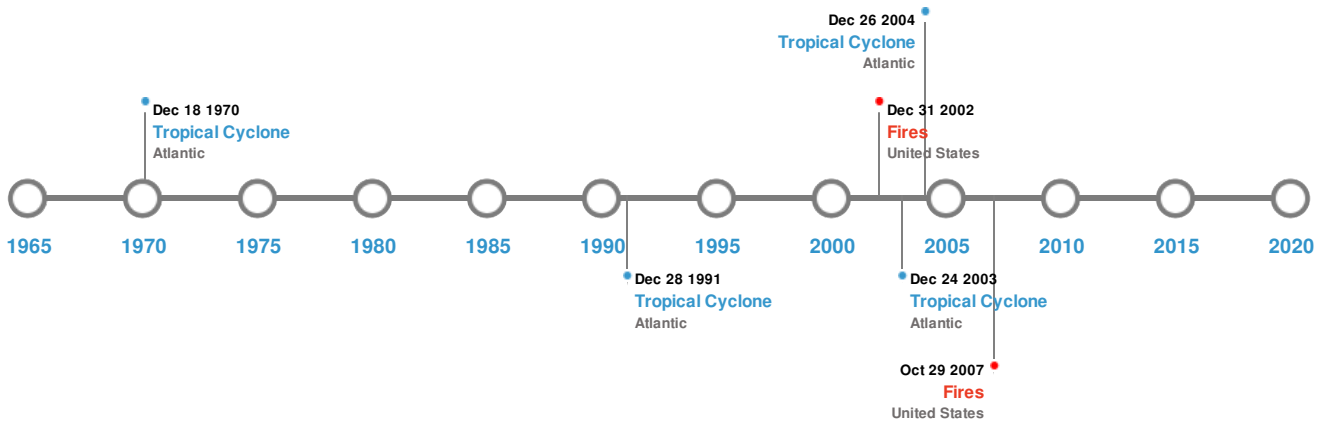 Dec 26 2004
Tropical Cyclone
Atlantic
Dec 18 1970
Tropical Cyclone
Atlantic
Dec 31 2002
Fires
United States
1965
1970
1975
1980
1985
1990
1995
2000
2005
2010
2015
2020
Dec 28 1991
Tropical Cyclone
Atlantic
Dec 24 2003
Tropical Cyclone
Atlantic
Oct 29 2007
Fires
United States